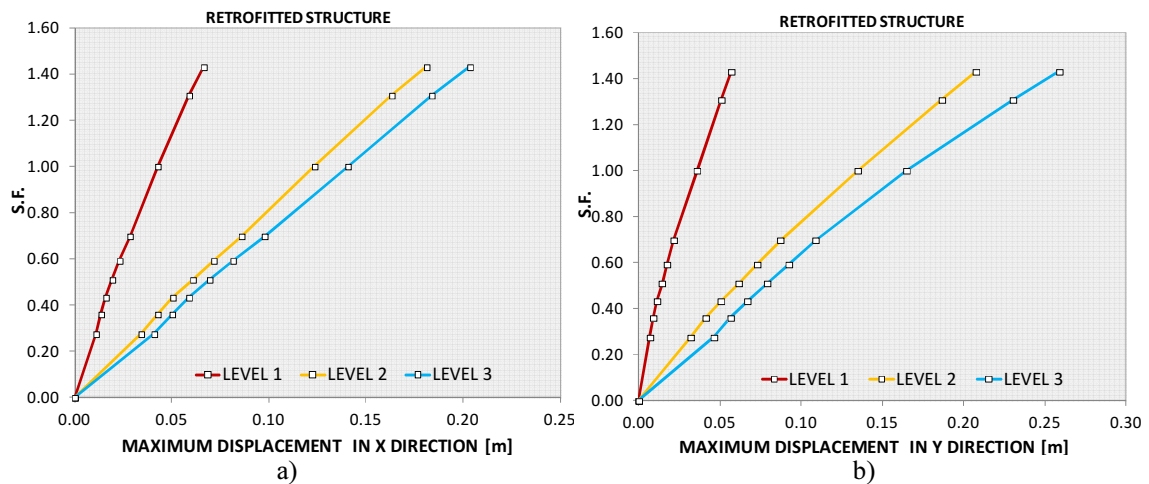 RETROFITTED STRUCTURE
1.60
1.40
1.20
1.00
0.80
0.60
0.40
0.20
0.00
S.F.
LEVEL 1 LEVEL 2 LEVEL 3
0.00 0.05 0.10 0.15 0.20 0.25
MAXIMUM DISPLACEMENT IN X DIRECTION [m]
a)
RETROFITTED STRUCTURE
1.60
1.40
1.20
1.00
0.80
0.60
0.40
0.20
0.00
S.F.
LEVEL 1 LEVEL 2 LEVEL 3
0.00 0.05 0.10 0.15 0.20 0.25 0.30
MAXIMUM DISPLACEMENT IN Y DIRECTION [m]
b)